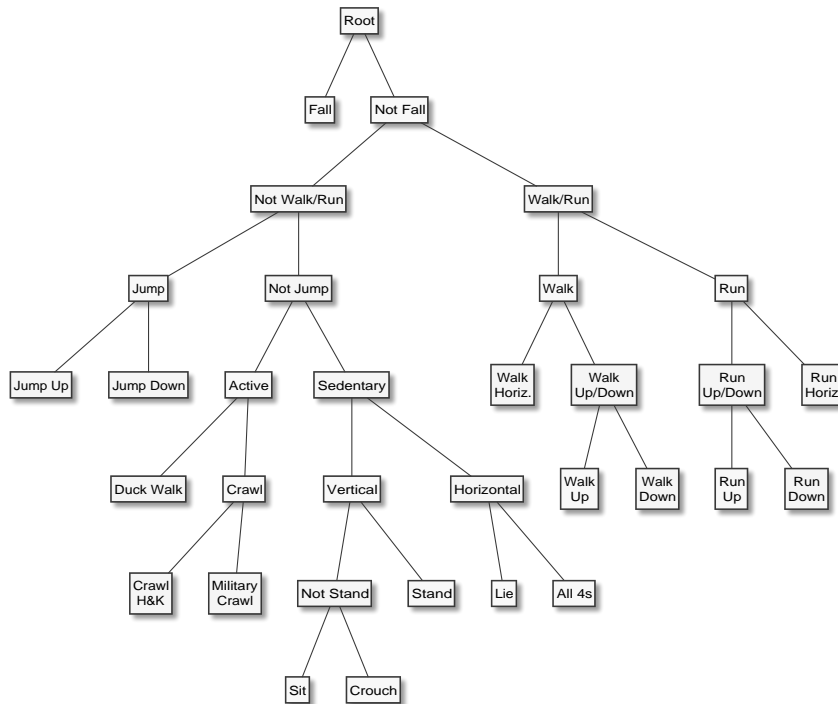 Root
Fall
Not Fall
Not Walk/Run
Walk/Run
Jump
Not Jump
Walk
Run
Jump Up
Jump Down
Active
Sedentary
Walk
Horiz.
Walk
Up/Down
Run
Up/Down
Run
Horiz.
Duck Walk
Crawl
Vertical
Horizontal
Walk
Up
Walk
Down
Run
Up
Run
Down
Crawl
H&K
Military
Crawl
Not Stand
Stand
Lie
All 4s
Sit
Crouch